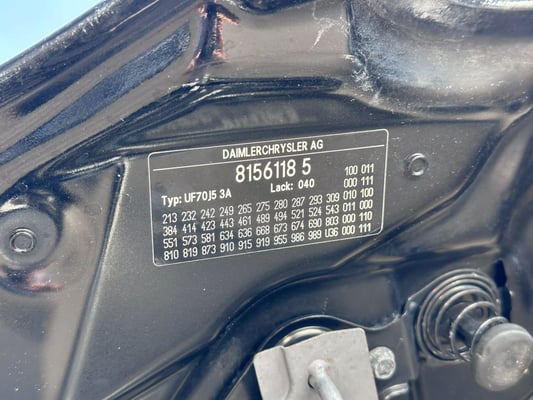 DAIMLERCHRYSLER AG
8156118 5 100 011
Typ: UF70J5 3A Lack: 040 000 111
213 232 242 249 265 275 280 287 293 309 010 100
384 414 423 443 461 489 494 521 524 543 011 000
551 573 581 634 636 668 673 674 690 803 000 110
810 819 873 910 915 919 955 986 989 U36 000 111